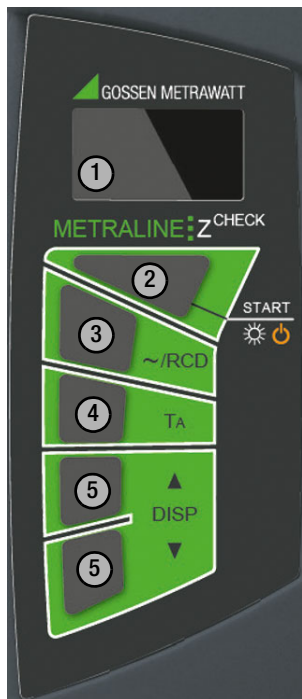 GOSSEN METRAWATT
1
METRALINE Z CHECK
2
START
3
~/RCD
4
TA
5
▲
DISP
▼
5